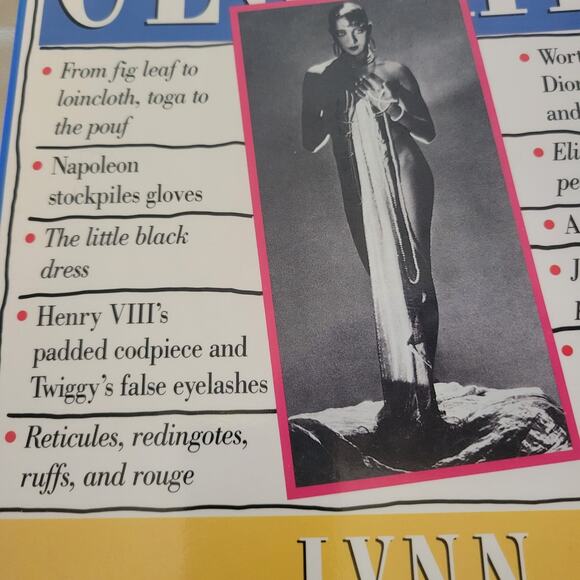 • From fig leaf to
loincloth, toga to
the pouf
• Napoleon
stockpiles gloves
• The little black
dress
• Henry VIII's
padded codpiece and
Twiggy's false eyelashes
• Reticules, redingotes,
ruffs, and rouge
and
LYNN